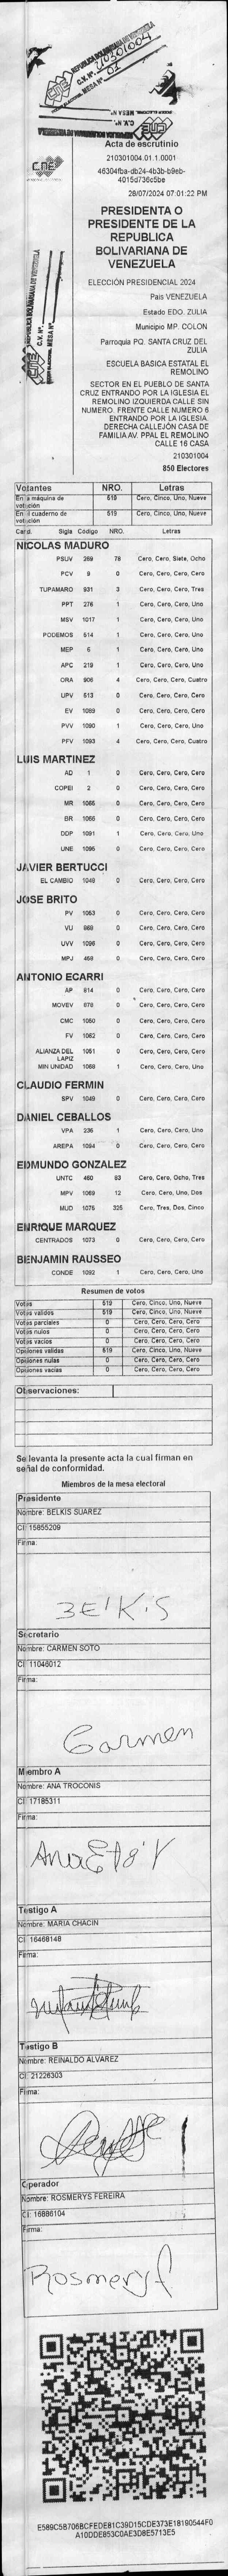 REPUBLICA BOLIVARIANA DE VENEZUELA
C.V. Nº. 210301004
MESA Nº. 01
CNE
Acta de escrutinio
210301004.01.1.0001
46304fba-db24-4b3b-b9eb-
4015d736c5be
28/07/2024 07:01:22 PM
PRESIDENTA O
PRESIDENTE DE LA
REPUBLICA
BOLIVARIANA DE
VENEZUELA
ELECCIÓN PRESIDENCIAL 2024
Pais VENEZUELA
Estado EDO. ZULIA
Municipio MP. COLON
Parroquia PQ. SANTA CRUZ DEL
ZULIA
ESCUELA BASICA ESTATAL EL
REMOLINO
SECTOR EN EL PUEBLO DE SANTA
CRUZ ENTRANDO POR LA IGLESIA EL
REMOLINO IZQUIERDA CALLE SIN
NUMERO. FRENTE CALLE NUMERO 6
ENTRANDO POR LA IGLESIA.
DERECHA CALLEJÓN CASA DE
FAMILIA AV. PPAL EL REMOLINO
CALLE 16 CASA
210301004
850 Electores
Votantes NRO. Letras
En la máquina de votación 519 Cero, Cinco, Uno, Nueve
En el cuaderno de votación 519 Cero, Cinco, Uno, Nueve
Cand. Sigla Código NRO. Letras
NICOLAS MADURO
PSUV 269 78 Cero, Cero, Siete, Ocho
PCV 9 0 Cero, Cero, Cero, Cero
TUPAMARO 931 3 Cero, Cero, Cero, Tres
PPT 276 1 Cero, Cero, Cero, Uno
MSV 1017 1 Cero, Cero, Cero, Uno
PODEMOS 514 1 Cero, Cero, Cero, Uno
MEP 6 1 Cero, Cero, Cero, Uno
APC 219 1 Cero, Cero, Cero, Uno
ORA 906 4 Cero, Cero, Cero, Cuatro
UPV 513 0 Cero, Cero, Cero, Cero
EV 1089 0 Cero, Cero, Cero, Cero
PVV 1090 1 Cero, Cero, Cero, Uno
PFV 1093 4 Cero, Cero, Cero, Cuatro
LUIS MARTINEZ
AD 1 0 Cero, Cero, Cero, Cero
COPEI 2 0 Cero, Cero, Cero, Cero
MR 1065 0 Cero, Cero, Cero, Cero
BR 1066 0 Cero, Cero, Cero, Cero
DDP 1091 1 Cero, Cero, Cero, Uno
UNE 1095 0 Cero, Cero, Cero, Cero
JAVIER BERTUCCI
EL CAMBIO 1048 0 Cero, Cero, Cero, Cero
JOSE BRITO
PV 1053 0 Cero, Cero, Cero, Cero
VU 868 0 Cero, Cero, Cero, Cero
UVV 1096 0 Cero, Cero, Cero, Cero
MPJ 468 0 Cero, Cero, Cero, Cero
ANTONIO ECARRI
AP 814 0 Cero, Cero, Cero, Cero
MOVEV 878 0 Cero, Cero, Cero, Cero
CMC 1050 0 Cero, Cero, Cero, Cero
FV 1062 0 Cero, Cero, Cero, Cero
ALIANZA DEL LAPIZ 1051 0 Cero, Cero, Cero, Cero
MIN UNIDAD 1068 1 Cero, Cero, Cero, Uno
CLAUDIO FERMIN
SPV 1049 0 Cero, Cero, Cero, Cero
DANIEL CEBALLOS
VPA 236 1 Cero, Cero, Cero, Uno
AREPA 1094 0 Cero, Cero, Cero, Cero
EDMUNDO GONZALEZ
UNTC 460 83 Cero, Cero, Ocho, Tres
MPV 1069 12 Cero, Cero, Uno, Dos
MUD 1075 325 Cero, Tres, Dos, Cinco
ENRIQUE MARQUEZ
CENTRADOS 1073 0 Cero, Cero, Cero, Cero
BENJAMIN RAUSSEO
CONDE 1092 1 Cero, Cero, Cero, Uno
Resumen de votos
Votos 519 Cero, Cinco, Uno, Nueve
Votos validos 519 Cero, Cinco, Uno, Nueve
Votos parciales 0 Cero, Cero, Cero, Cero
Votos nulos 0 Cero, Cero, Cero, Cero
Votos vacios 0 Cero, Cero, Cero, Cero
Opciones validas 519 Cero, Cinco, Uno, Nueve
Opciones nulas 0 Cero, Cero, Cero, Cero
Opciones vacias 0 Cero, Cero, Cero, Cero
Observaciones:
Se levanta la presente acta la cual firman en
señal de conformidad.
Miembros de la mesa electoral
Presidente
Nombre: BELKIS SUAREZ
CI: 15855209
Firma:
BElKiS
Secretario
Nombre: CARMEN SOTO
CI: 11046012
Firma:
Carmen
Miembro A
Nombre: ANA TROCONIS
CI: 17185311
Firma:
Testigo A
Nombre: MARIA CHACIN
CI: 16468148
Firma:
Testigo B
Nombre: REINALDO ALVAREZ
CI: 21226303
Firma:
Operador
Nombre: ROSMERYS FEREIRA
CI: 16886104
Firma:
Rosmery f
E589C5B706BCFEDE81C39D15CDE373E18190544F0
A10DDE853C0AE3D8E5713E5